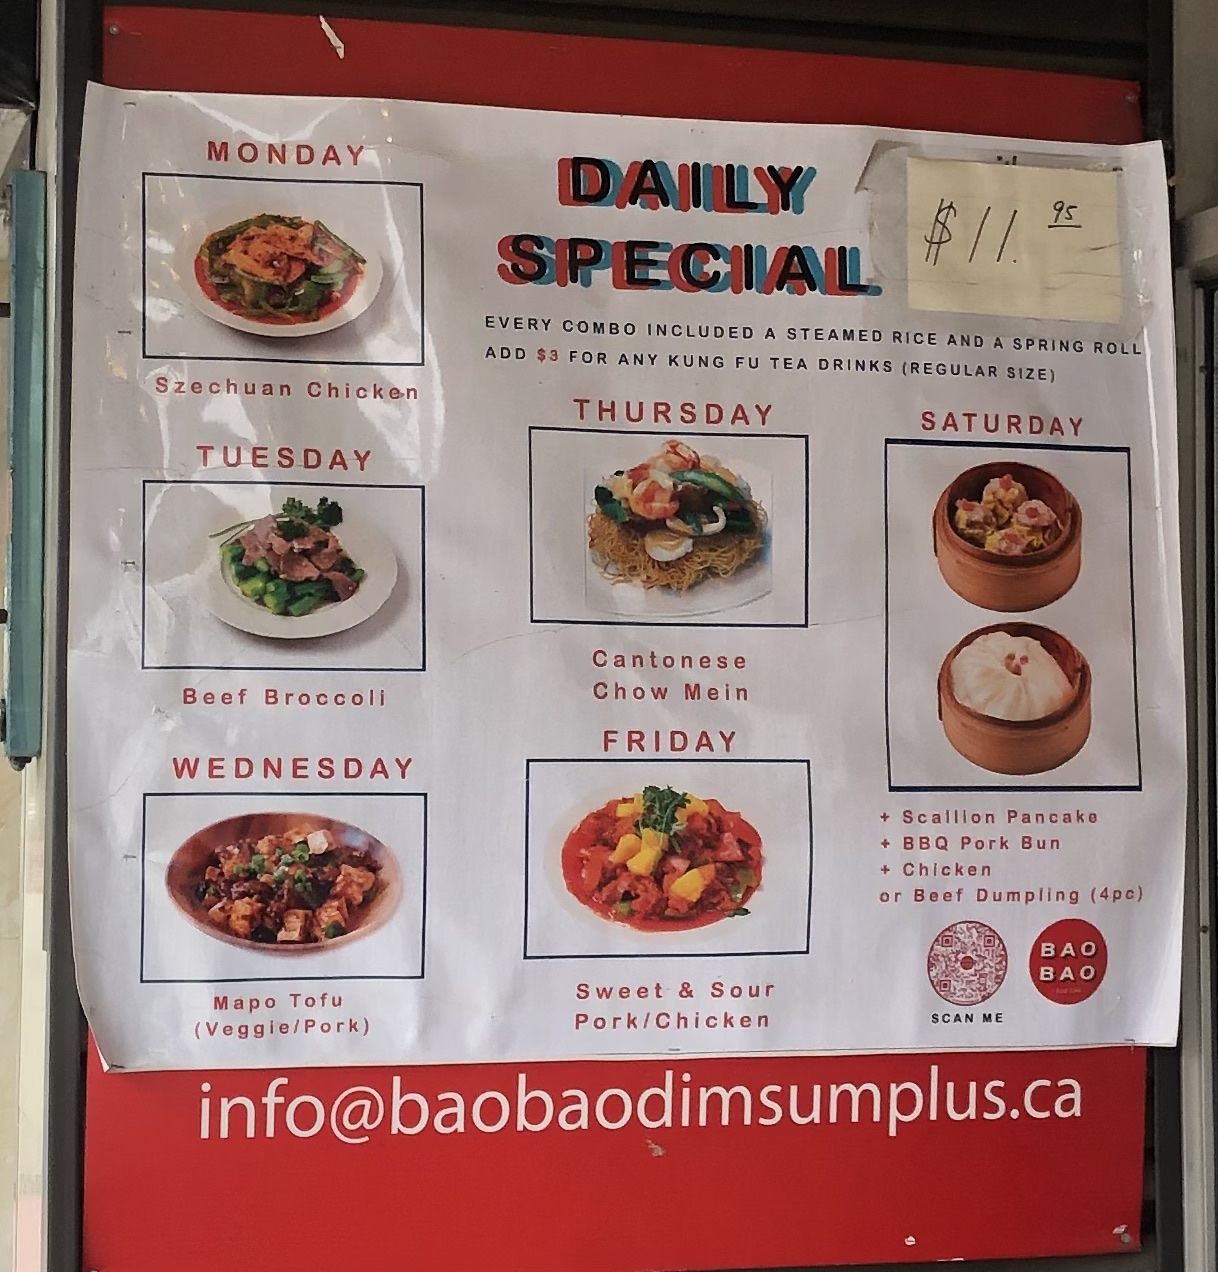 MONDAY
Szechuan Chicken
TUESDAY
Beef Broccoli
WEDNESDAY
Mapo Tofu
(Veggie/Pork)
DAILY
SPECIAL
$11.95
EVERY COMBO INCLUDED A STEAMED RICE AND A SPRING ROLL
ADD $3 FOR ANY KUNG FU TEA DRINKS (REGULAR SIZE)
THURSDAY
Cantonese
Chow Mein
FRIDAY
Sweet & Sour
Pork/Chicken
SATURDAY
+ Scallion Pancake
+ BBQ Pork Bun
+ Chicken
or Beef Dumpling (4pc)
SCAN ME
BAO
BAO
info@baobaodimsumplus.ca